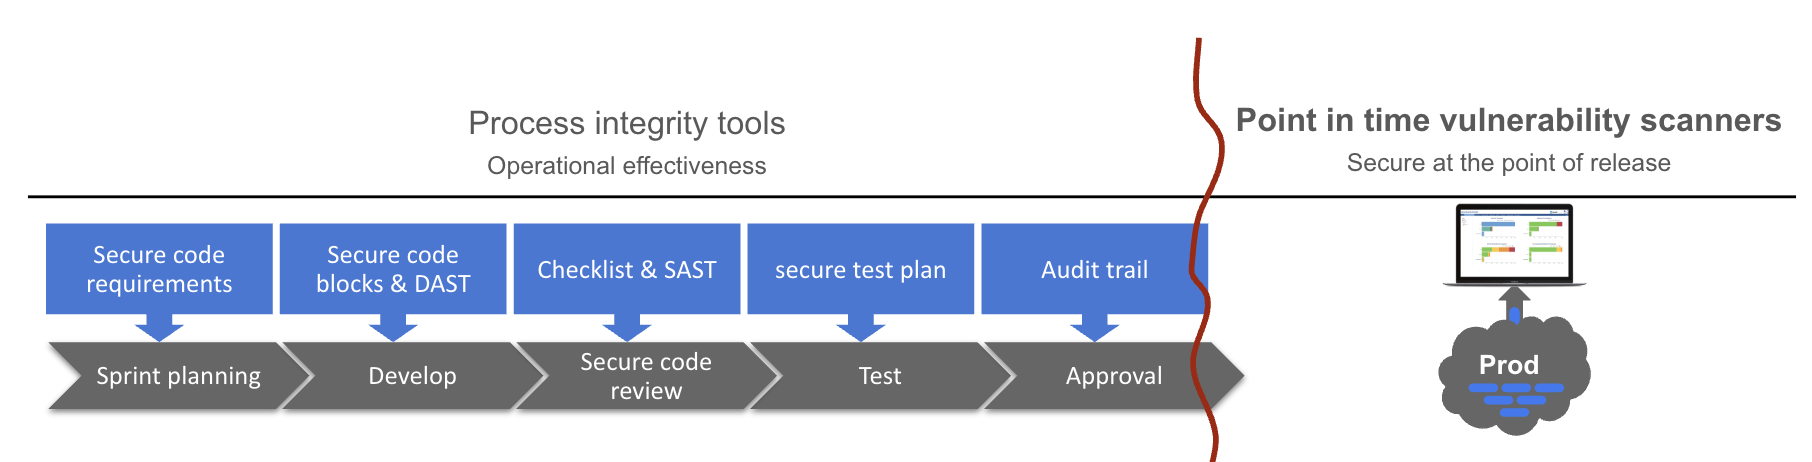 Process integrity tools
Operational effectiveness
Point in time vulnerability scanners
Secure at the point of release
Secure code
requirements
Secure code
blocks & DAST
Checklist & SAST
secure test plan
Audit trail
Sprint planning
Develop
Secure code
review
Test
Approval
Prod